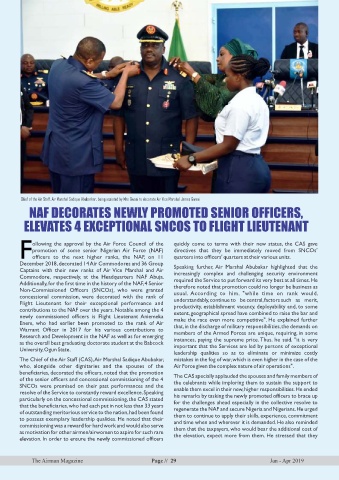 Chief of the Air Staff, Air Marshal Sadique Abubakar, being assisted by Mrs Gwani to decorate Air Vice Marshal James Gwani
NAF DECORATES NEWLY PROMOTED SENIOR OFFICERS,
ELEVATES 4 EXCEPTIONAL SNCOS TO FLIGHT LIEUTENANT
Following the approval by the Air Force Council of the
promotion of some senior Nigerian Air Force (NAF)
officers to the next higher ranks, the NAF, on 11
December 2018, decorated 14 Air Commodores and 36 Group
Captains with their new ranks of Air Vice Marshal and Air
Commodore, respectively, at the Headquarters NAF Abuja.
Additionally, for the first time in the history of the NAF, 4 Senior
Non-Commissioned Officers (SNCOs), who were granted
concessional commission, were decorated with the rank of
Flight Lieutenant for their exceptional performance and
contributions to the NAF over the years. Notable among the 4
newly commissioned officers is Flight Lieutenant
Enem, who had earlier been promoted to the rank of Air
Warrant Officer in 2017 for his various contributions to
Research and Development in the NAF as well as for emerging
as the overall best graduating doctorate student at the Babcock
University, Ogun State.
The Chief of the Air Staff (CAS), Air Marshal Sadique Abubakar,
who, alongside other dignitaries and the spouses of the
beneficiaries, decorated the officers, noted that the promotion
of the senior officers and concessional commissioning of the 4
SNCOs were premised on their past performances and the
resolve of the Service to constantly reward excellence. Speaking
particularly on the concessional commissioning, the CAS stated
that the beneficiaries, who had each put in not less than 33 years
of outstanding meritorious service to the nation, had been found
to possess exemplary leadership qualities. He noted that their
commissioning was a reward for hard work and would also serve
as motivation for other airmen/airwomen to aspire for such rare
elevation. In order to ensure the newly commissioned officers
quickly come to terms with their new status, the CAS gave
directives that they be immediately moved from SNCOs'
quarters into officers' quarters at their various units.
Speaking further, Air Marshal Abubakar highlighted that the
increasingly complex and challenging security environment
required the Service to put forward its very best at all times. He
therefore noted that promotion could no longer be business as
usual. According to him, "while time on rank would,
understandably, continue to be central, factors such as merit,
productivity, establishment vacancy, deployability and, to some
extent, geographical spread have combined to raise the bar and
make the race even more competitive". He explained further
that, in the discharge of military responsibilities, the demands on
members of the Armed Forces are unique, requiring, in some
instances, paying the supreme price. Thus, he said, "it is very
important that the Services are led by persons of exceptional
leadership qualities so as to eliminate or minimize costly
mistakes in the fog of war, which is even higher in the case of the
Air Force given the complex nature of air operations".
The CAS specially applauded the spouses and family members of
the celebrants while imploring them to sustain the support to
enable them excel in their new, higher responsibilities. He ended
his remarks by tasking the newly promoted officers to brace up
for the challenges ahead especially in the collective resolve to
regenerate the NAF and secure Nigeria and Nigerians. He urged
them to continue to apply their skills, experience, commitment
and time when and wherever it is demanded. He also reminded
them that the taxpayers, who would bear the additional cost of
the elevation, expect more from them. He stressed that they
The Airman Magazine
Page // 29
Jan - Apr 2019